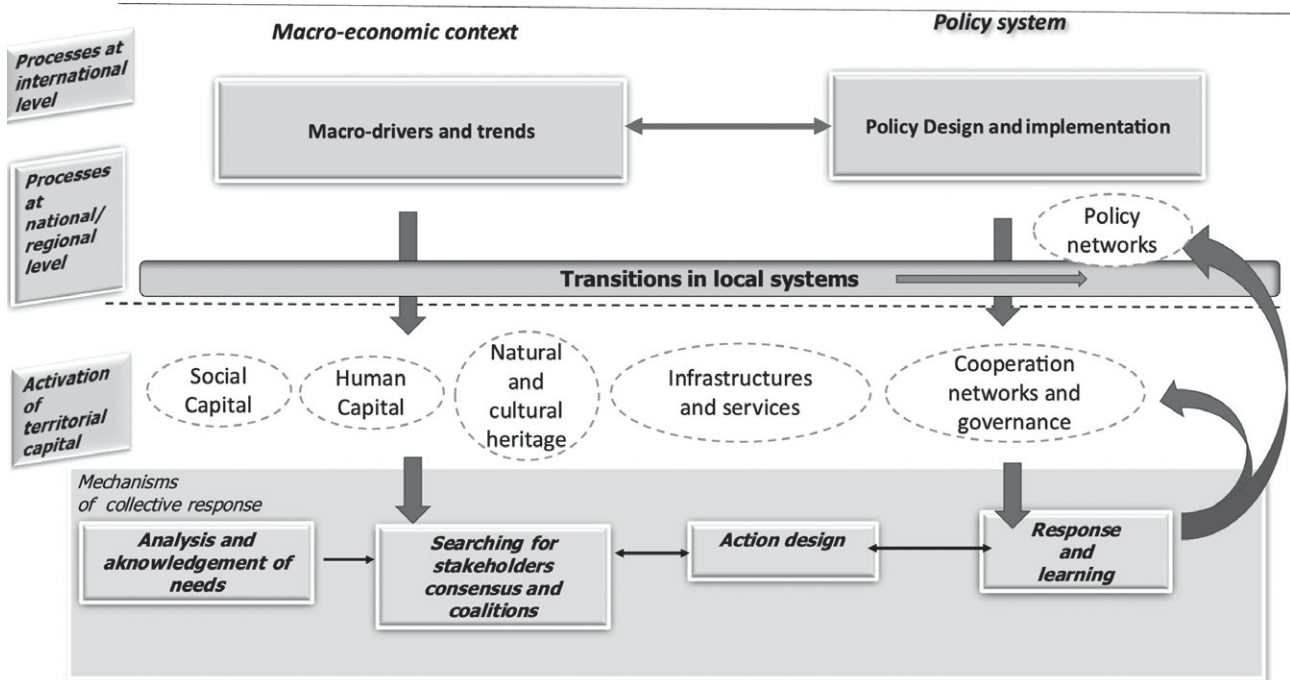 Macro-economic context
Policy system
Processes at
international
level
Macro-drivers and trends
Policy Design and implementation
Processes
at
national/
regional
level
Policy
networks
Transitions in local systems
Activation
of
territorial
capital
Social
Capital
Human
Capital
Natural
and
cultural
heritage
Infrastructures
and services
Cooperation
networks and
governance
Mechanisms
of collective response
Analysis and
aknowledgement of
needs
Searching for
stakeholders
consensus and
coalitions
Action design
Response
and
learning